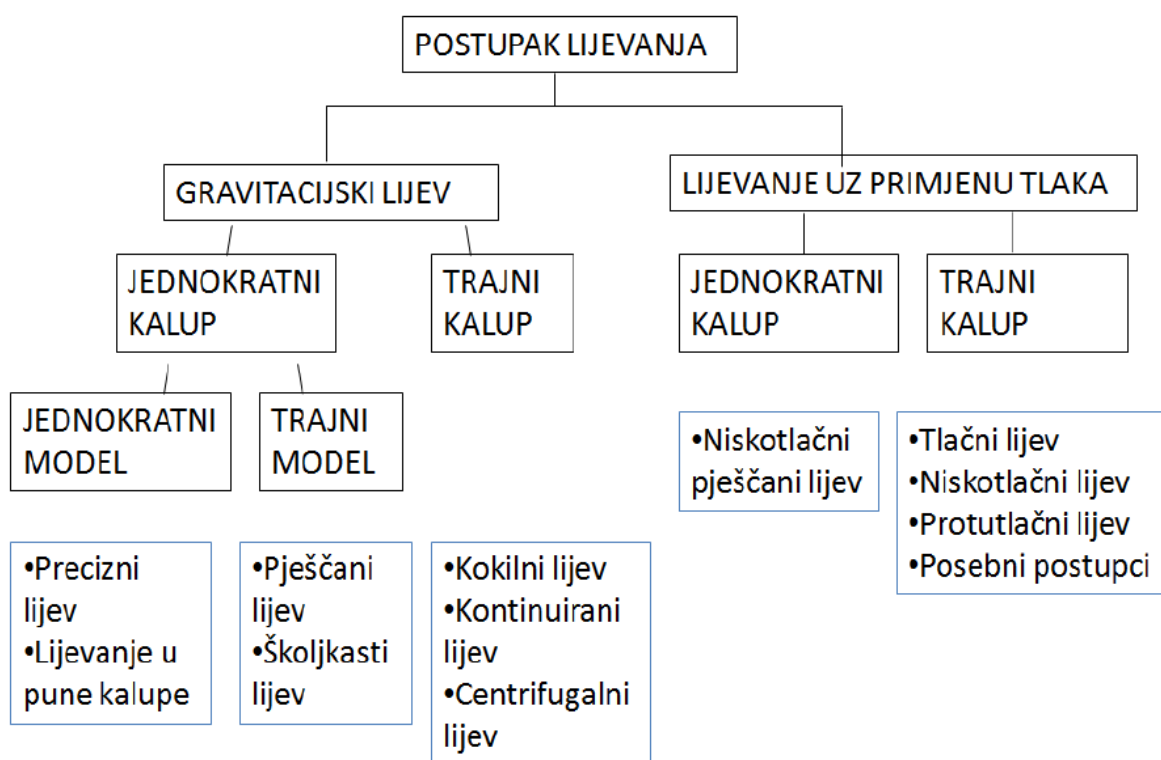 POSTUPAK LIJEVANJA
GRAVITACIJSKI LIJEV
LIJEVANJE UZ PRIMJENU TLAKA
JEDNOKRATNI
KALUP
TRAJNI
KALUP
JEDNOKRATNI
KALUP
TRAJNI
KALUP
JEDNOKRATNI
MODEL
TRAJNI
MODEL
•Niskotlačni
pješčani lijev
•Tlačni lijev
•Niskotlačni lijev
•Protutlačni lijev
•Posebni postupci
•Precizni
lijev
•Lijevanje u
pune kalupe
•Pješčani
lijev
•Školjkasti
lijev
•Kokilni lijev
•Kontinuirani
lijev
•Centrifugalni
lijev